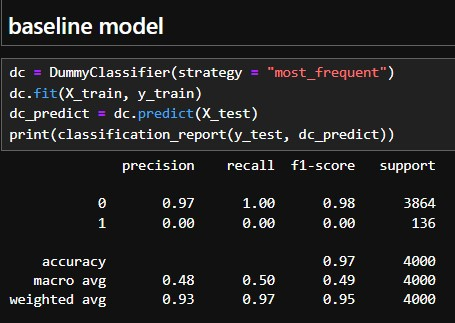 baseline model
dc = DummyClassifier(strategy = "most_frequent")
dc.fit(X_train, y_train)
dc_predict = dc.predict(X_test)
print(classification_report(y_test, dc_predict))
precision recall f1-score support
0 0.97 1.00 0.98 3864
1 0.00 0.00 0.00 136
accuracy 0.97 4000
macro avg 0.48 0.50 0.49 4000
weighted avg 0.93 0.97 0.95 4000